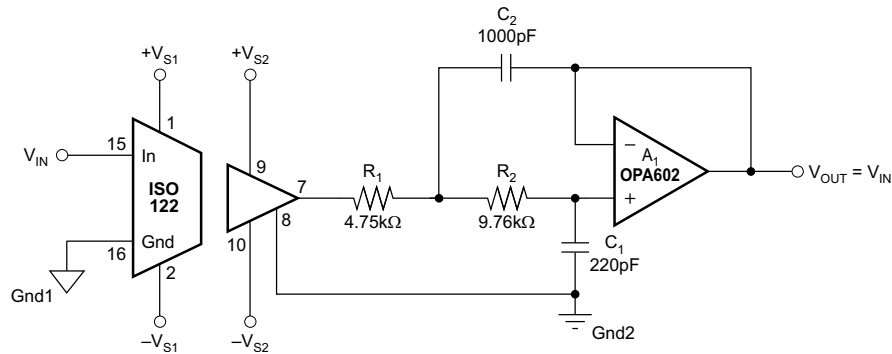 C2
1000pF
+VS1
+VS2
1
15
In
VIN
ISO
122
9
7
8
R1
4.75kΩ
R2
9.76kΩ
–
A1
OPA602
+
VOUT = VIN
16
Gnd
2
10
C1
220pF
Gnd1
Gnd2
–VS1
–VS2